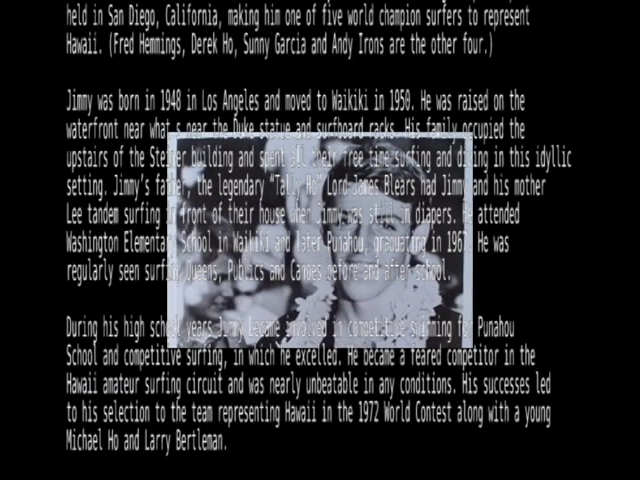 held in San Diego, California, making him one of five world champion surfers to represent
Hawaii. (Fred Hemmings, Derek Ho, Sunny Garcia and Andy Irons are the other four.)
Jimmy was born in 1948 in Los Angeles and moved to Waikiki in 1950. He was raised on the
waterfront near what s near the Duke statue and surfboard racks. His family occupied the
upstairs of the Steiner building and spent all their free time surfing and diving in this idyllic
setting. Jimmy's father, the legendary “Tally Ho” Lord James Blears had Jimmy and his mother
Lee tandem surfing in front of their house when Jimmy was still in diapers. He attended
Washington Elementary School in Waikiki and later Punahou, graduating in 1967. He was
regularly seen surfing Queens, Publics and Canoes before and after school.
During his high school years Jimmy became involved in competitive swimming for Punahou
School and competitive surfing, in which he excelled. He became a feared competitor in the
Hawaii amateur surfing circuit and was nearly unbeatable in any conditions. His successes led
to his selection to the team representing Hawaii in the 1972 World Contest along with a young
Michael Ho and Larry Bertleman.